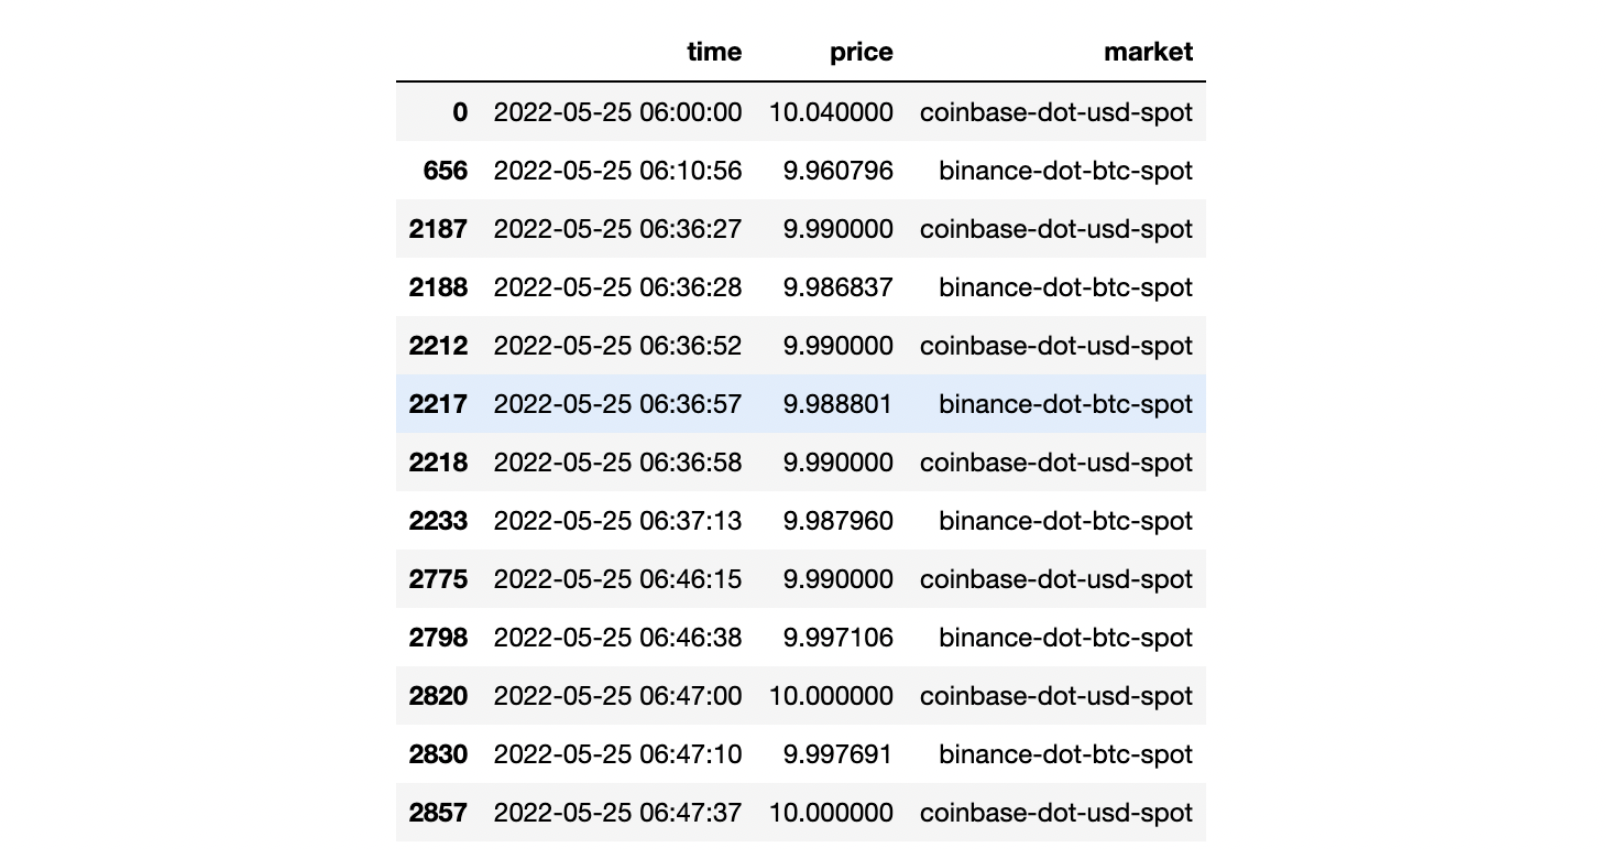 time price market
0 2022-05-25 06:00:00 10.040000 coinbase-dot-usd-spot
656 2022-05-25 06:10:56 9.960796 binance-dot-btc-spot
2187 2022-05-25 06:36:27 9.990000 coinbase-dot-usd-spot
2188 2022-05-25 06:36:28 9.986837 binance-dot-btc-spot
2212 2022-05-25 06:36:52 9.990000 coinbase-dot-usd-spot
2217 2022-05-25 06:36:57 9.988801 binance-dot-btc-spot
2218 2022-05-25 06:36:58 9.990000 coinbase-dot-usd-spot
2233 2022-05-25 06:37:13 9.987960 binance-dot-btc-spot
2775 2022-05-25 06:46:15 9.990000 coinbase-dot-usd-spot
2798 2022-05-25 06:46:38 9.997106 binance-dot-btc-spot
2820 2022-05-25 06:47:00 10.000000 coinbase-dot-usd-spot
2830 2022-05-25 06:47:10 9.997691 binance-dot-btc-spot
2857 2022-05-25 06:47:37 10.000000 coinbase-dot-usd-spot